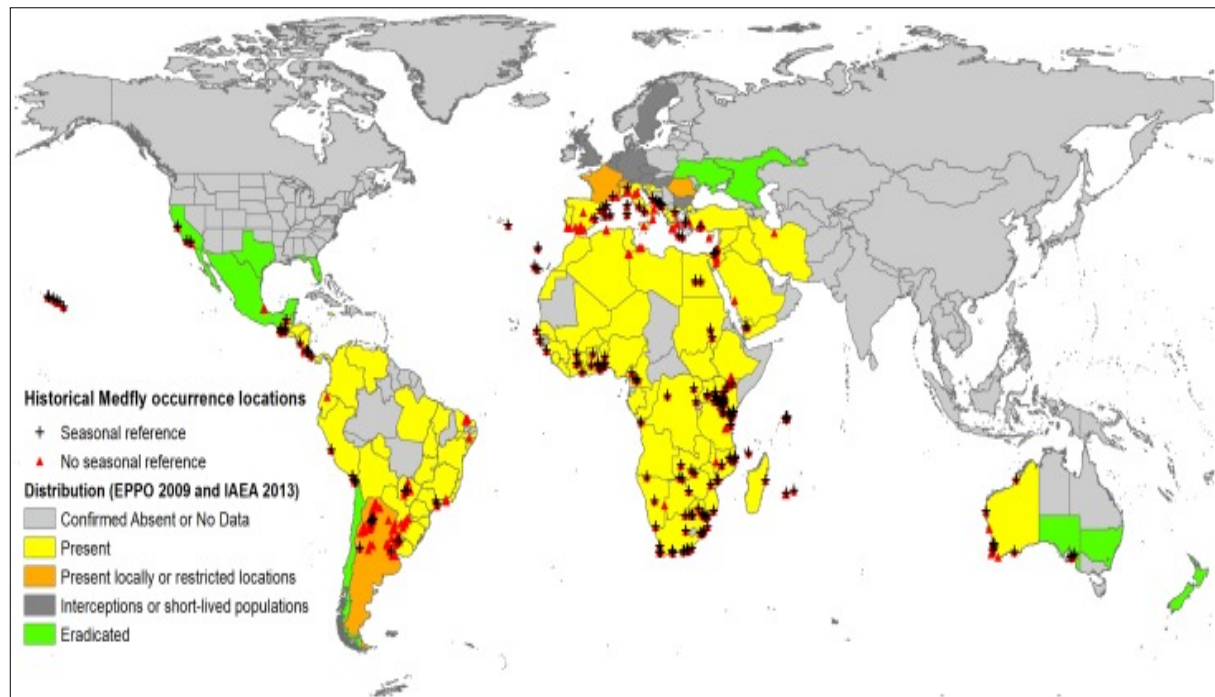 Historical Medfly occurrence locations
Seasonal reference
No seasonal reference
Distribution (EPPO 2009 and IAEA 2013)
Confirmed Absent or No Data
Present
Present locally or restricted locations
Interceptions or short-lived populations
Eradicated